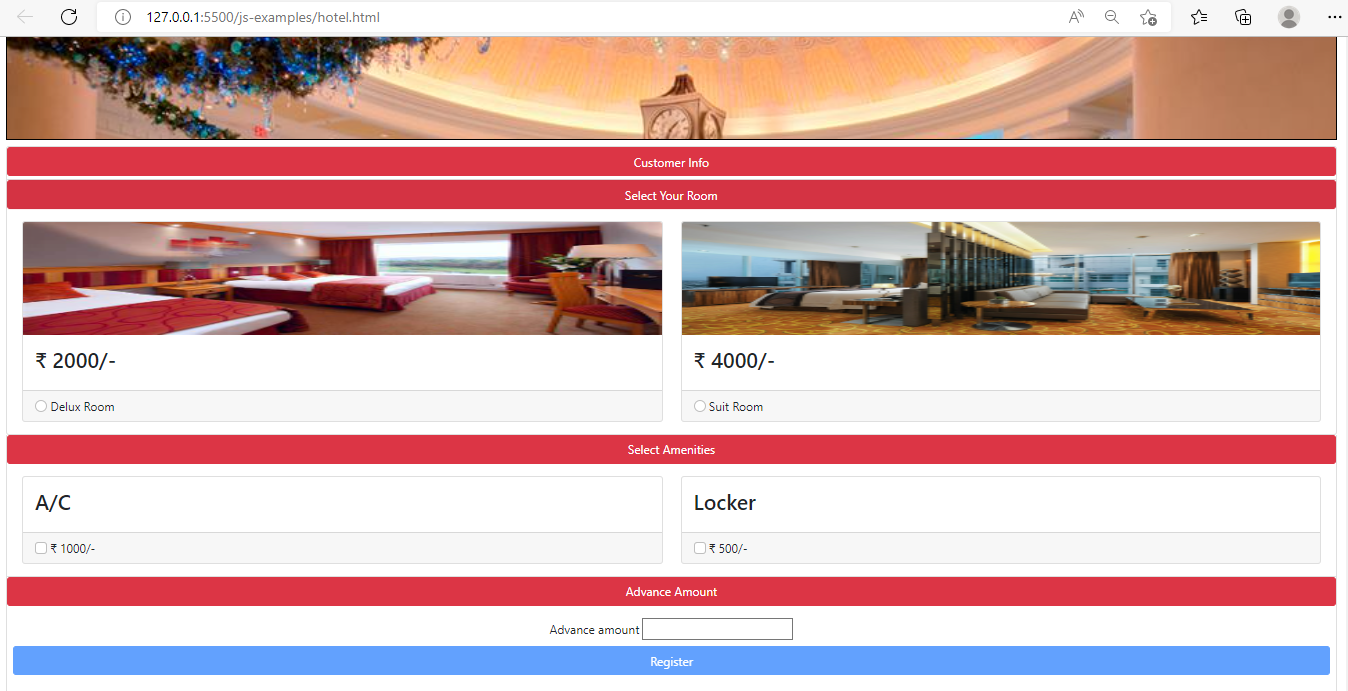 127.0.0.1:5500/js-examples/hotel.html
Customer Info
Select Your Room
₹ 2000/-
₹ 4000/-
Delux Room
Suit Room
Select Amenities
A/C
Locker
₹ 1000/-
₹ 500/-
Advance Amount
Advance amount
Register